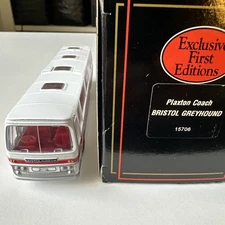 Exclusive
First
Editions
Plaxton Coach
BRISTOL GREYHOUND
15706